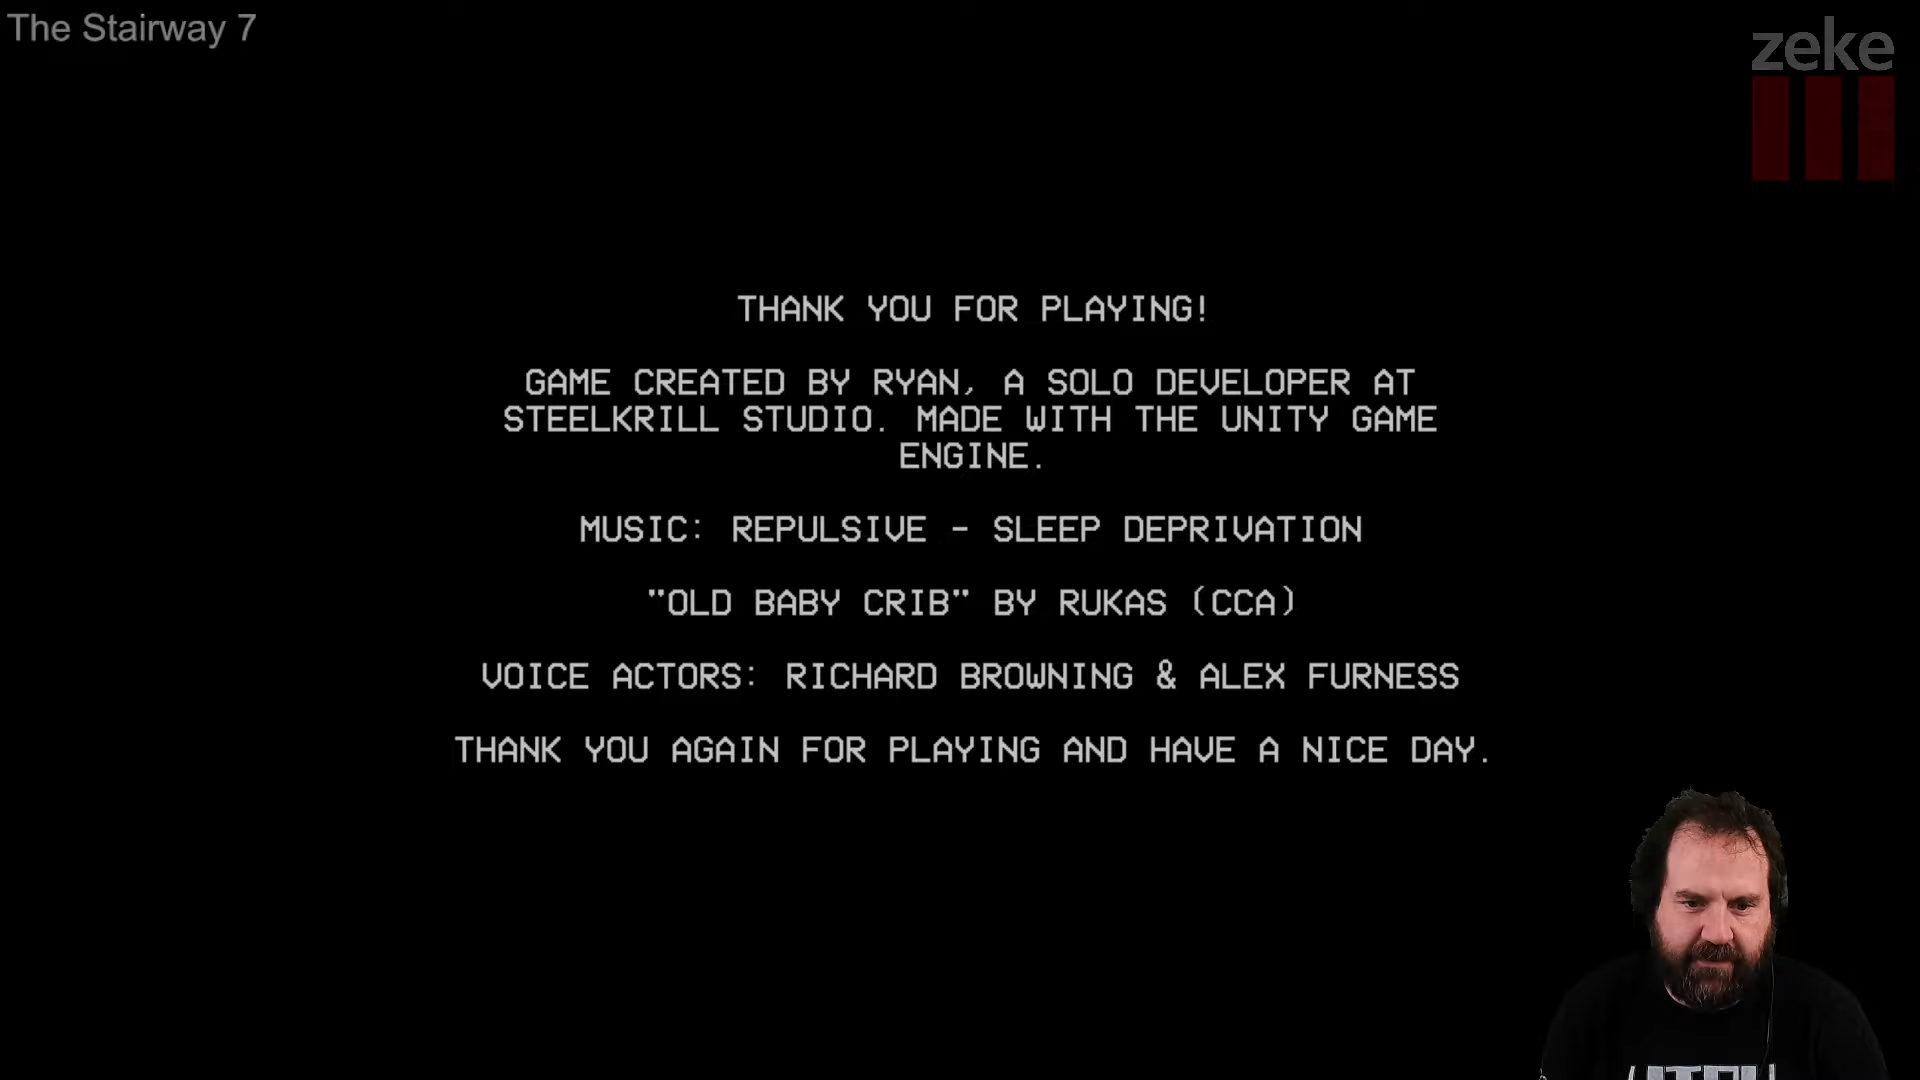 The Stairway 7
zeke
THANK YOU FOR PLAYING!
GAME CREATED BY RYAN, A SOLO DEVELOPER AT
STEELKRILL STUDIO. MADE WITH THE UNITY GAME
ENGINE.
MUSIC: REPULSIVE - SLEEP DEPRIVATION
"OLD BABY CRIB" BY RUKAS (CCA)
VOICE ACTORS: RICHARD BROWNING & ALEX FURNESS
THANK YOU AGAIN FOR PLAYING AND HAVE A NICE DAY.